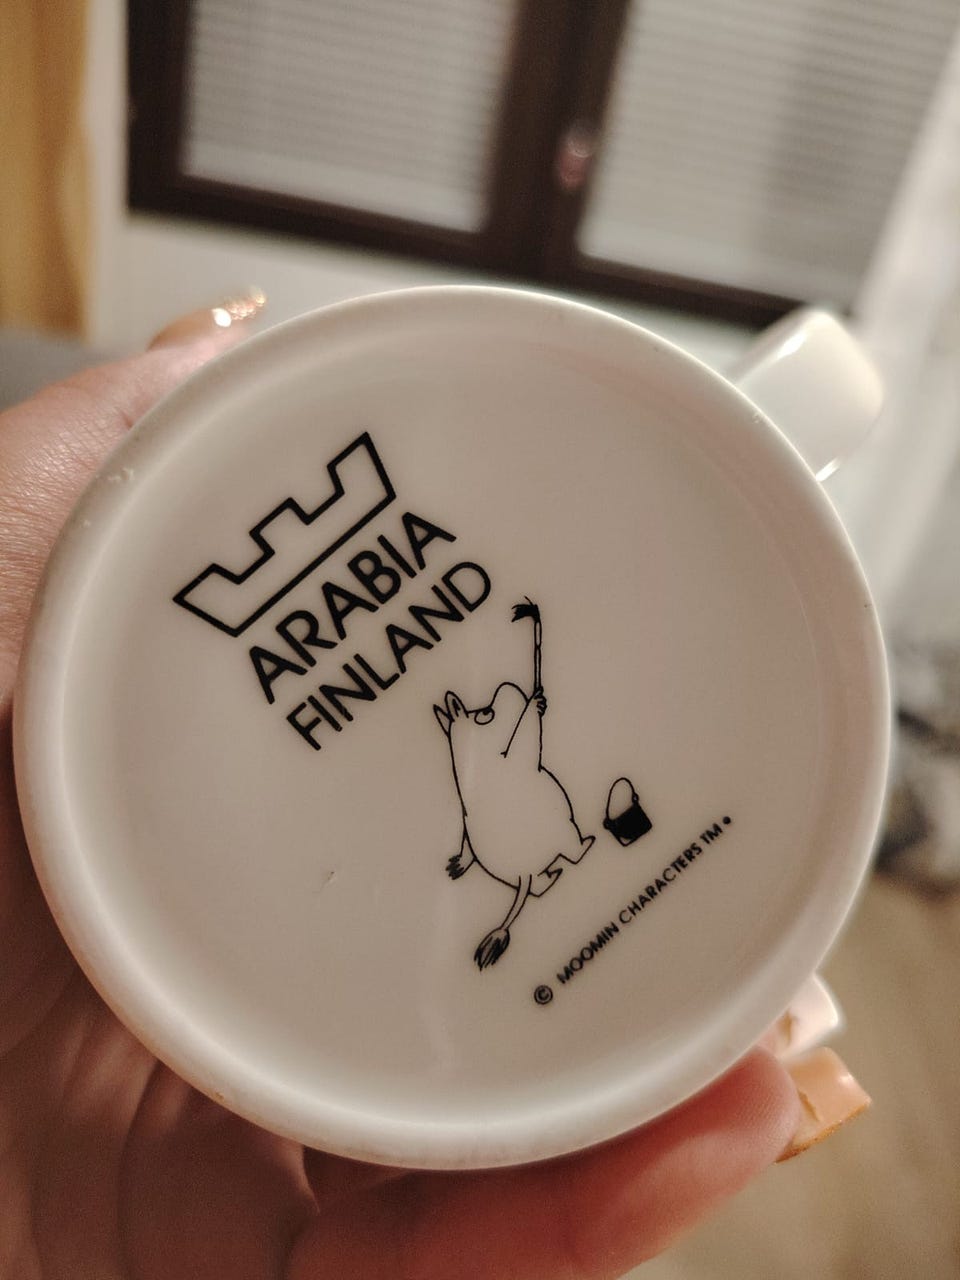 ARABIA
FINLAND
© MOOMIN CHARACTERS TM •